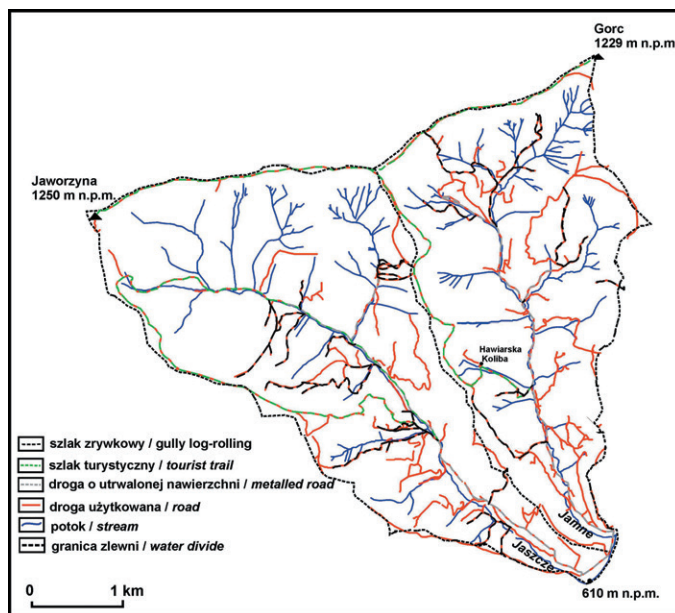 Gorc
1229 m n.p.m.
Jaworzyna
1250 m n.p.m.
Hawiarska
Koliba
szlak zrywkowy / gully log-rolling
szlak turystyczny / tourist trail
droga o utrwalonej nawierzchni / metalled road
droga użytkowana / road
potok / stream
granica zlewni / water divide
Jamne
Jaszcze
0 1 km
610 m n.p.m.